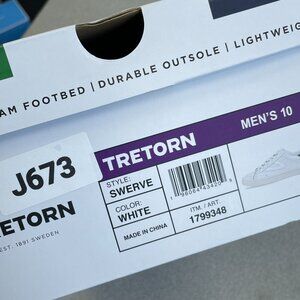 AM FOOTBED | DURABLE OUTSOLE | LIGHTWEIG
J673
RETORN
EST. 1891 SWEDEN
TRETORN
MEN'S 10
STYLE:
SWERVE
COLOR:
WHITE
MADE IN CHINA
ITM. / ART.
1799348